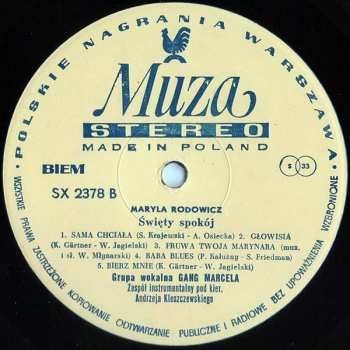 POLSKIE NAGRANIA WARSZAWA
Muza
STEREO
MADE IN POLAND
BIEM
S 33
SX 2378 B
MARYLA RODOWICZ
Święty spokój
1. SAMA CHCIAŁA (S. Krajewski - A. Osiecka) 2. GŁOWISIA
(K. Gärtner - W. Jagielski) 3. FRUWA TWOJA MARYNARA (muz.
i sł. W. Młynarski) 4. BABA BLUES (P. Kałużny - S. Friedman)
5. BIERZ MNIE (K. Gärtner - W. Jagielski)
Grupa wokalna GANG MARCELA
Zespół instrumentalny pod kier.
Andrzeja Kleszczewskiego
WSZYSTKIE PRAWA ZASTRZEŻONE KOPIOWANIE ODTWARZANIE PUBLICZNE I RADIOWE BEZ UPOWAŻNIENIA WZBRONIONE